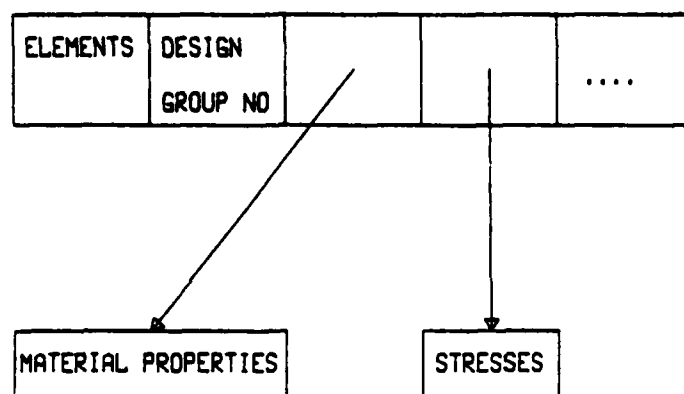 ELEMENTS
DESIGN
GROUP NO
....
MATERIAL PROPERTIES
STRESSES